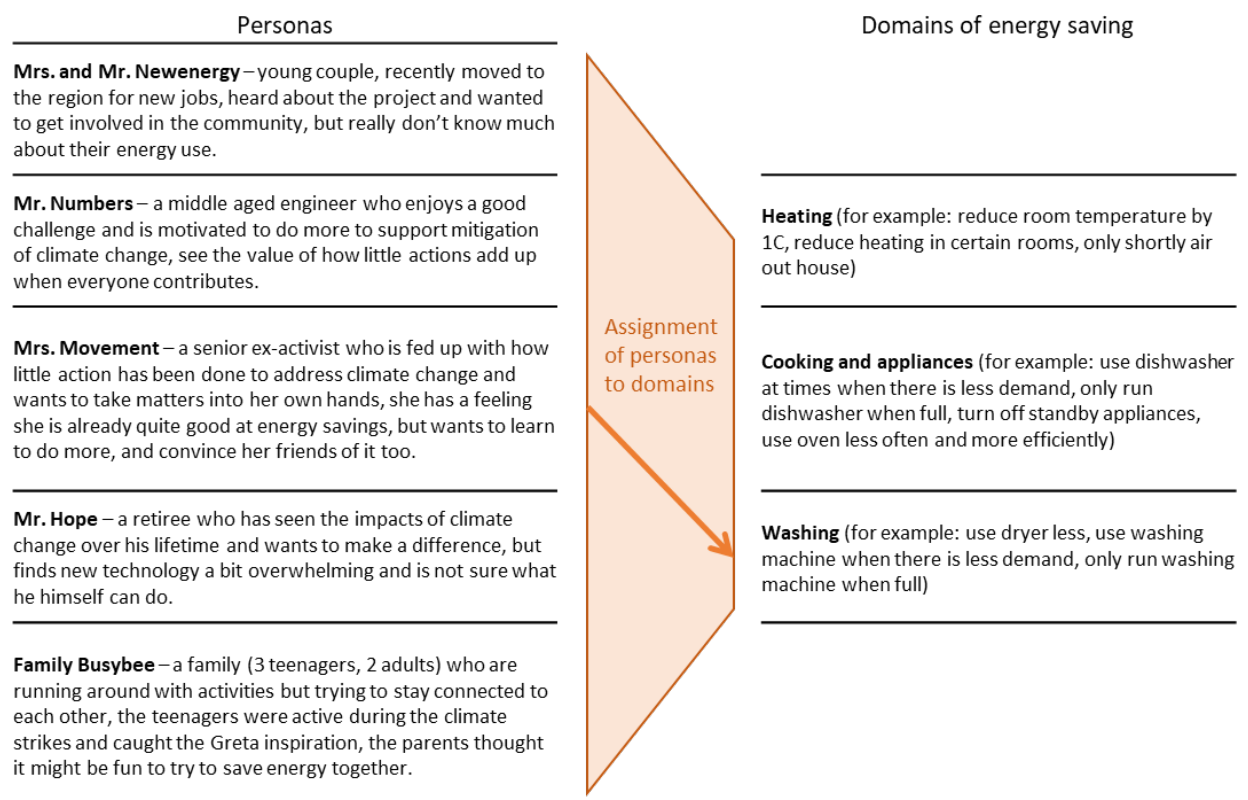 Personas
Mrs. and Mr. Newenergy – young couple, recently moved to
the region for new jobs, heard about the project and wanted
to get involved in the community, but really don’t know much
about their energy use.
Mr. Numbers – a middle aged engineer who enjoys a good
challenge and is motivated to do more to support mitigation
of climate change, see the value of how little actions add up
when everyone contributes.
Mrs. Movement – a senior ex-activist who is fed up with how
little action has been done to address climate change and
wants to take matters into her own hands, she has a feeling
she is already quite good at energy savings, but wants to learn
to do more, and convince her friends of it too.
Mr. Hope – a retiree who has seen the impacts of climate
change over his lifetime and wants to make a difference, but
finds new technology a bit overwhelming and is not sure what
he himself can do.
Family Busybee – a family (3 teenagers, 2 adults) who are
running around with activities but trying to stay connected to
each other, the teenagers were active during the climate
strikes and caught the Greta inspiration, the parents thought
it might be fun to try to save energy together.
Assignment
of personas
to domains
Domains of energy saving
Heating (for example: reduce room temperature by
1C, reduce heating in certain rooms, only shortly air
out house)
Cooking and appliances (for example: use dishwasher
at times when there is less demand, only run
dishwasher when full, turn off standby appliances,
use oven less often and more efficiently)
Washing (for example: use dryer less, use washing
machine when there is less demand, only run washing
machine when full)